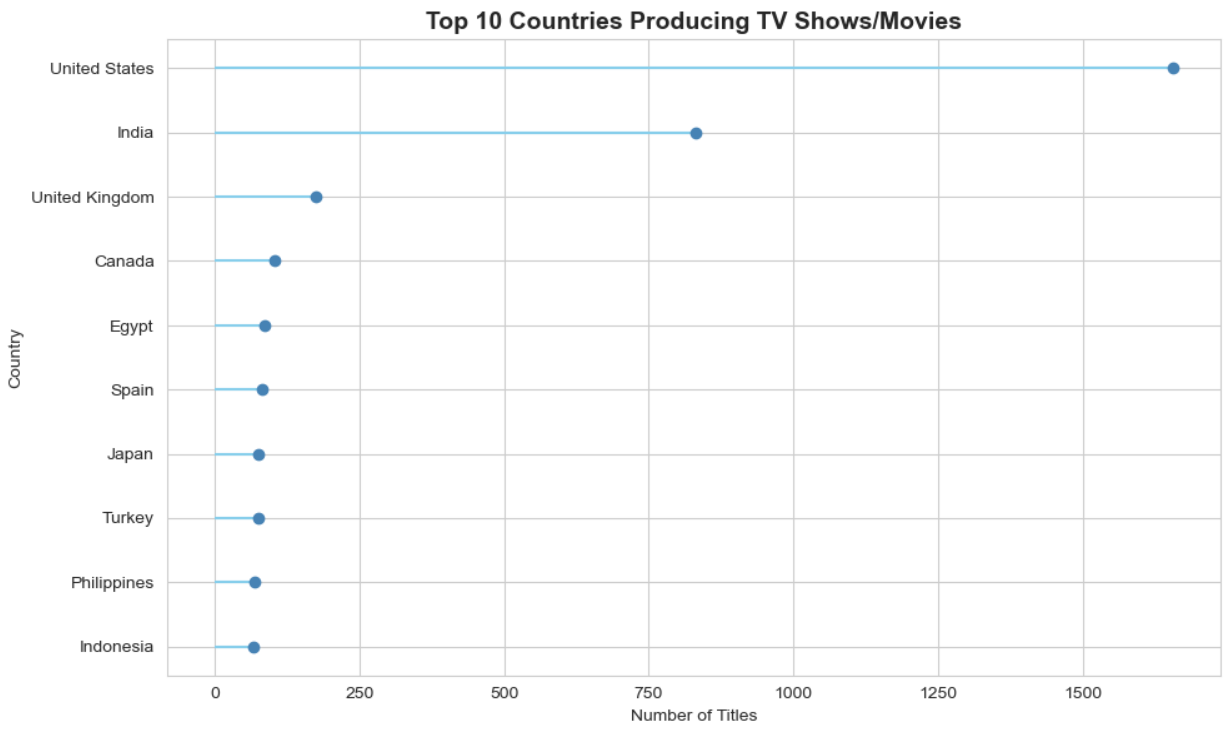 Top 10 Countries Producing TV Shows/Movies
Country
United States
India
United Kingdom
Canada
Egypt
Spain
Japan
Turkey
Philippines
Indonesia
0 250 500 750 1000 1250 1500
Number of Titles